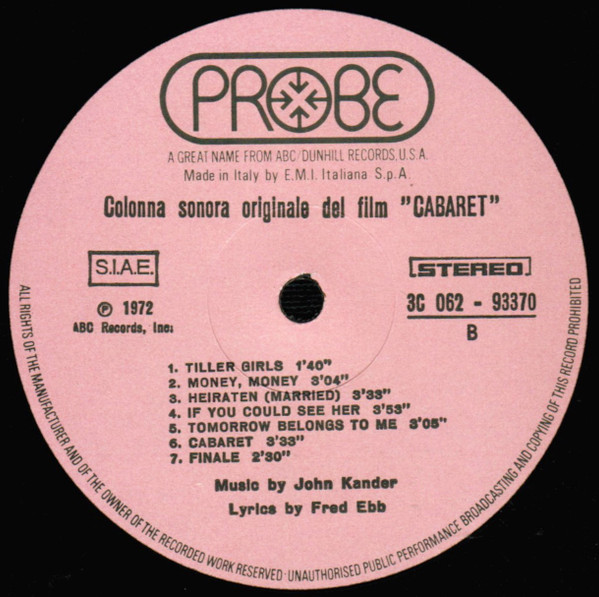 PROBE
A GREAT NAME FROM ABC/DUNHILL RECORDS, U.S.A.
Made in Italy by E.M.I. Italiana S.p.A.
Colonna sonora originale del film "CABARET"
S.I.A.E.
℗ 1972
ABC Records, Inc.
STEREO
3C 062 - 93370
B
1. TILLER GIRLS 1'40"
2. MONEY, MONEY 3'04"
3. HEIRATEN (MARRIED) 3'33"
4. IF YOU COULD SEE HER 3'53"
5. TOMORROW BELONGS TO ME 3'05"
6. CABARET 3'33"
7. FINALE 2'30"
Music by John Kander
Lyrics by Fred Ebb
ALL RIGHTS OF THE MANUFACTURER AND OF THE OWNER OF THE RECORDED WORK RESERVED · UNAUTHORISED PUBLIC PERFORMANCE BROADCASTING AND COPYING OF THIS RECORD PROHIBITED